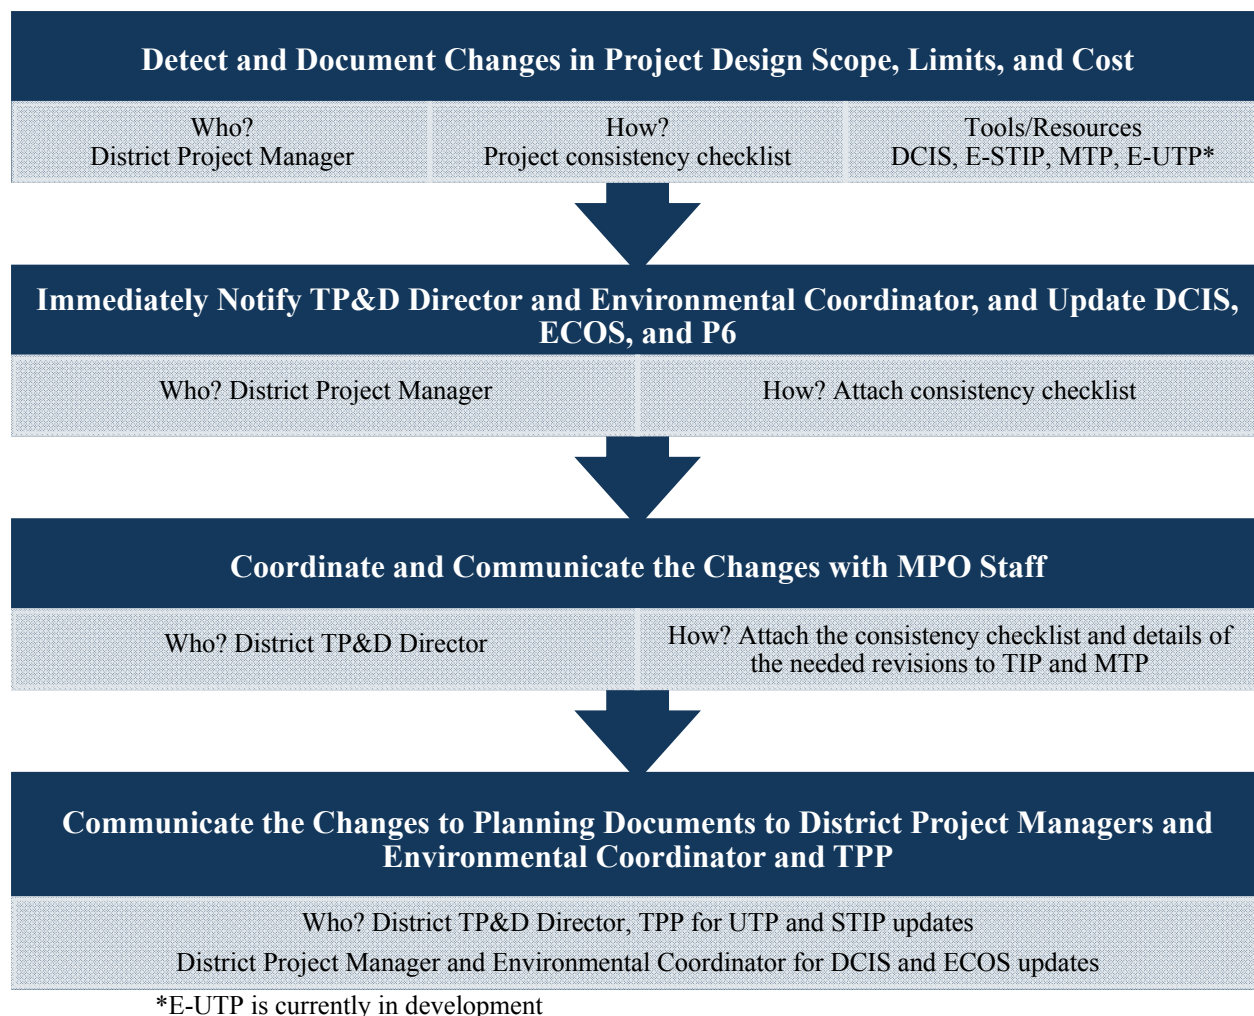 Detect and Document Changes in Project Design Scope, Limits, and Cost
Who?
District Project Manager
How?
Project consistency checklist
Tools/Resources
DCIS, E-STIP, MTP, E-UTP*
Immediately Notify TP&D Director and Environmental Coordinator, and Update DCIS,
ECOS, and P6
Who? District Project Manager
How? Attach consistency checklist
Coordinate and Communicate the Changes with MPO Staff
Who? District TP&D Director
How? Attach the consistency checklist and details of
the needed revisions to TIP and MTP
Communicate the Changes to Planning Documents to District Project Managers and
Environmental Coordinator and TPP
Who? District TP&D Director, TPP for UTP and STIP updates
District Project Manager and Environmental Coordinator for DCIS and ECOS updates
*E-UTP is currently in development